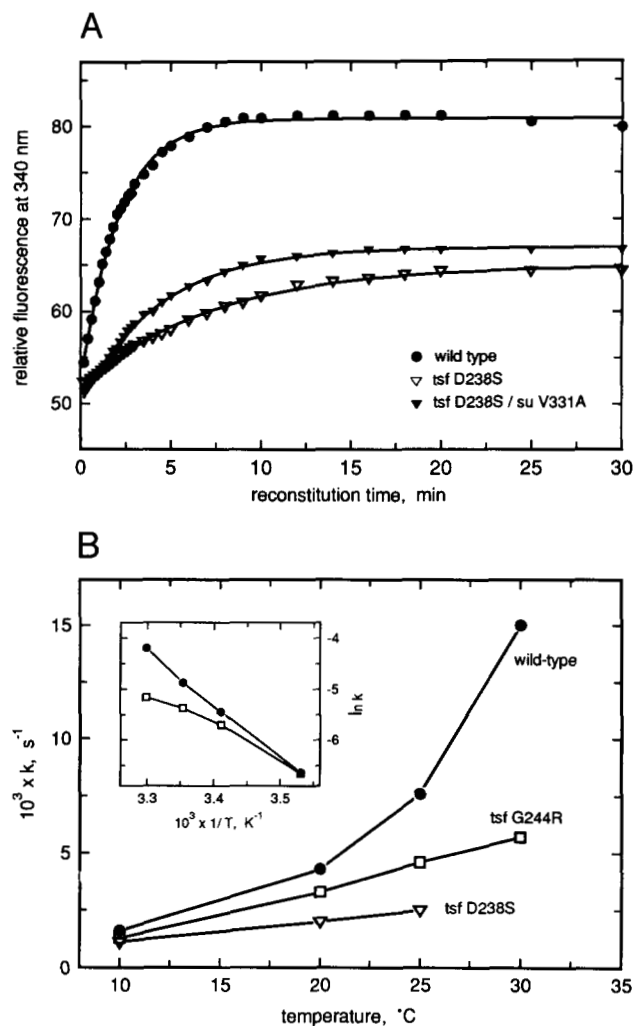 A
relative fluorescence at 340 nm
80
70
60
50
wild type
tsf D238S
tsf D238S / su V331A
0 5 10 15 20 25 30
reconstitution time, min
B
10³ x k, s⁻¹
15
10
5
0
wild-type
tsf G244R
tsf D238S
-4
-5
-6
ln k
3.3 3.4 3.5
10³ x 1/T, K⁻¹
10 15 20 25 30 35
temperature, °C